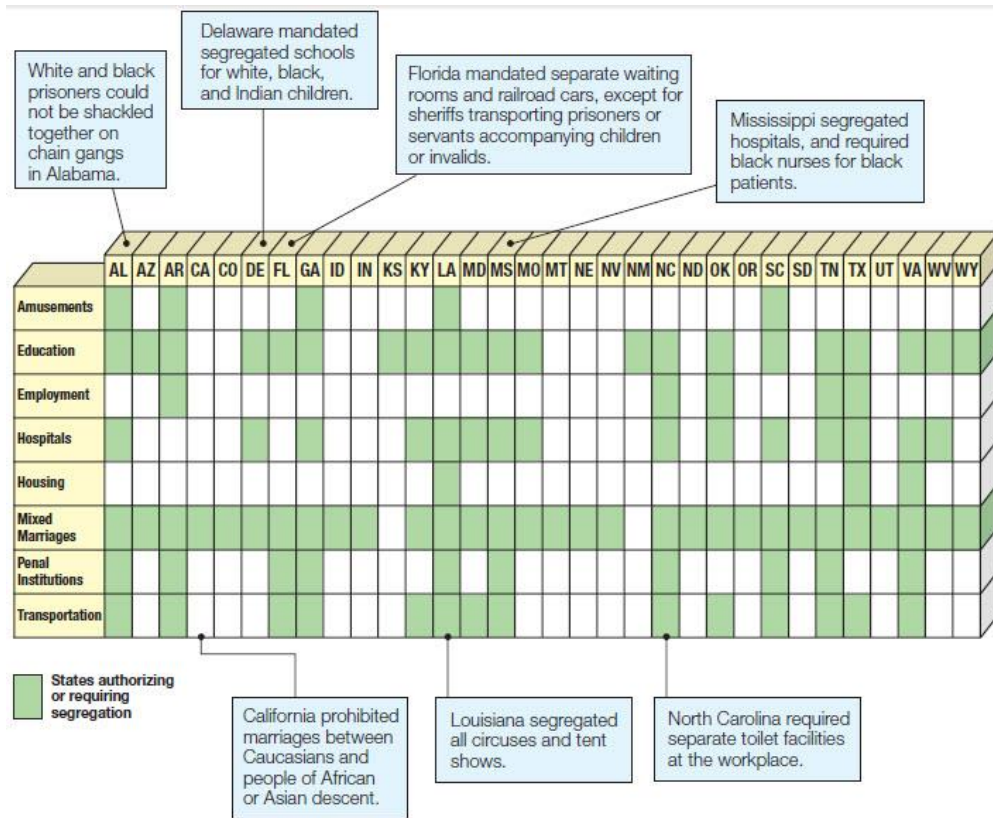 White and black
prisoners could
not be shackled
together on
chain gangs
in Alabama.
Delaware mandated
segregated schools
for white, black,
and Indian children.
Florida mandated separate waiting
rooms and railroad cars, except for
sheriffs transporting prisoners or
servants accompanying children
or invalids.
Mississippi segregated
hospitals, and required
black nurses for black
patients.
AL AZ AR CA CO DE FL GA ID IN KS KY LA MD MS MO MT NE NV NM NC ND OK OR SC SD TN TX UT VA WV WY
Amusements
Education
Employment
Hospitals
Housing
Mixed
Marriages
Penal
Institutions
Transportation
States authorizing
or requiring
segregation
California prohibited
marriages between
Caucasians and
people of African
or Asian descent.
Louisiana segregated
all circuses and tent
shows.
North Carolina required
separate toilet facilities
at the workplace.